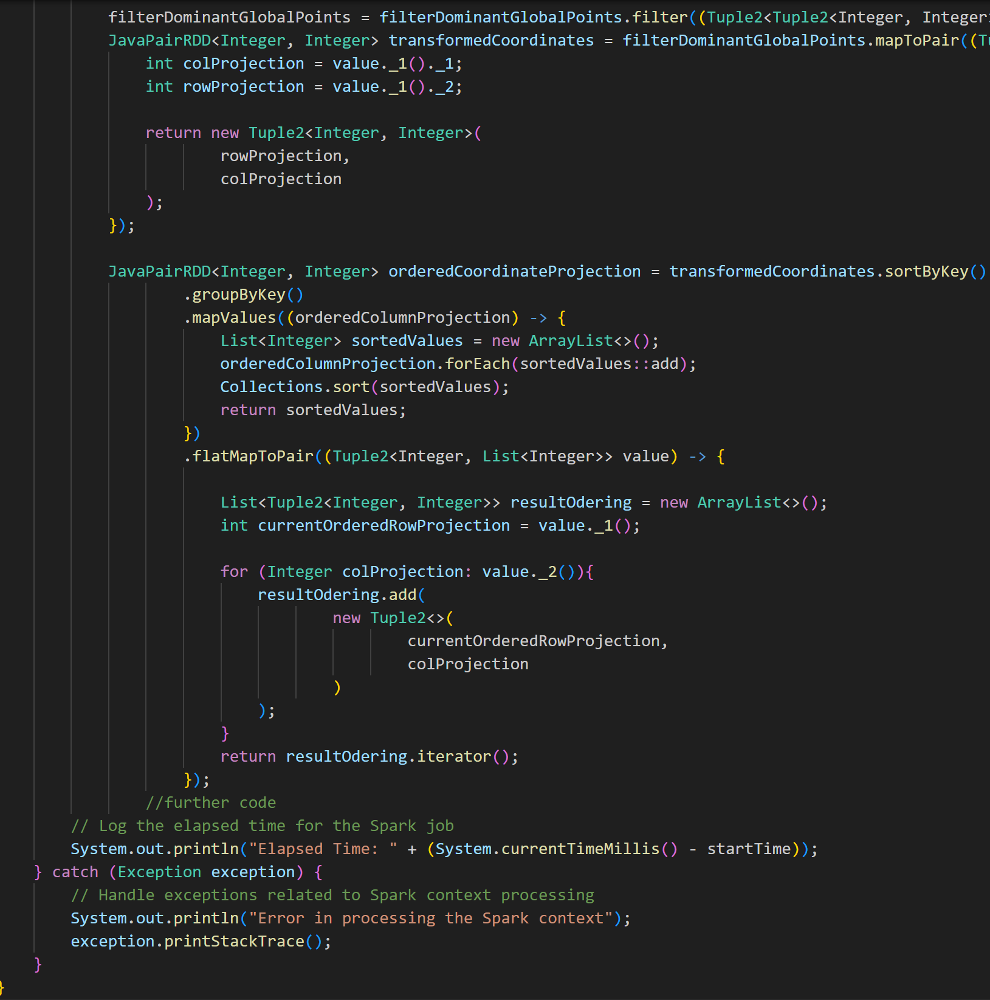 filterDominantGlobalPoints = filterDominantGlobalPoints.filter((Tuple2<Tuple2<Integer, Integer>
JavaPairRDD<Integer, Integer> transformedCoordinates = filterDominantGlobalPoints.mapToPair((Tu
int colProjection = value._1()._1;
int rowProjection = value._1()._2;
return new Tuple2<Integer, Integer>(
rowProjection,
colProjection
);
});
JavaPairRDD<Integer, Integer> orderedCoordinateProjection = transformedCoordinates.sortByKey()
.groupByKey()
.mapValues((orderedColumnProjection) -> {
List<Integer> sortedValues = new ArrayList<>();
orderedColumnProjection.forEach(sortedValues::add);
Collections.sort(sortedValues);
return sortedValues;
})
.flatMapToPair((Tuple2<Integer, List<Integer>> value) -> {
List<Tuple2<Integer, Integer>> resultOdering = new ArrayList<>();
int currentOrderedRowProjection = value._1();
for (Integer colProjection: value._2()){
resultOdering.add(
new Tuple2<>(
currentOrderedRowProjection,
colProjection
)
);
}
return resultOdering.iterator();
});
//further code
// Log the elapsed time for the Spark job
System.out.println("Elapsed Time: " + (System.currentTimeMillis() - startTime));
} catch (Exception exception) {
// Handle exceptions related to Spark context processing
System.out.println("Error in processing the Spark context");
exception.printStackTrace();
}
}